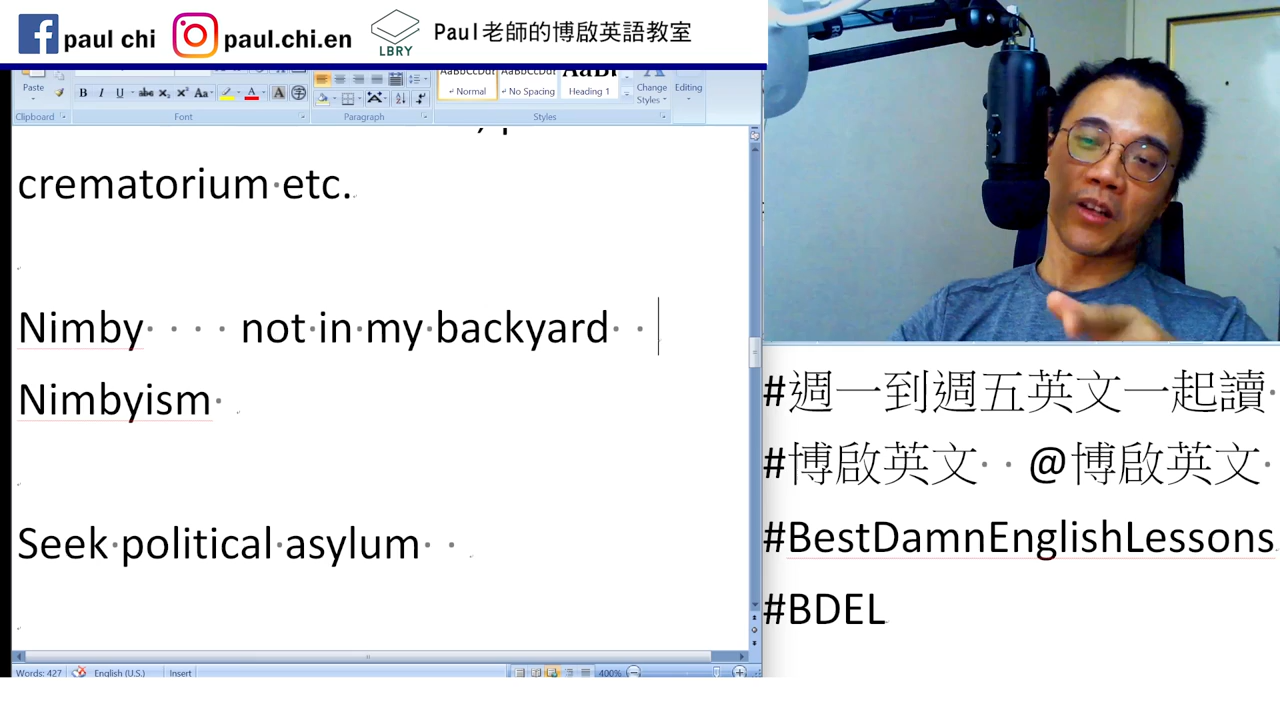 paul chi
paul.chi.en
LBRY
Paul老師的博啟英語教室
Paste
Clipboard
Font
Paragraph
AaBbCcDdI
Normal
AaBbCcDdI
No Spacing
Heading 1
Change Styles
Editing
Styles
crematorium etc.
Nimby not in my backyard
Nimbyism
Seek political asylum
Words: 427
English (U.S.)
Insert
400%
#週一到週五英文一起讀
#博啟英文 @博啟英文
#BestDamnEnglishLessons
#BDEL